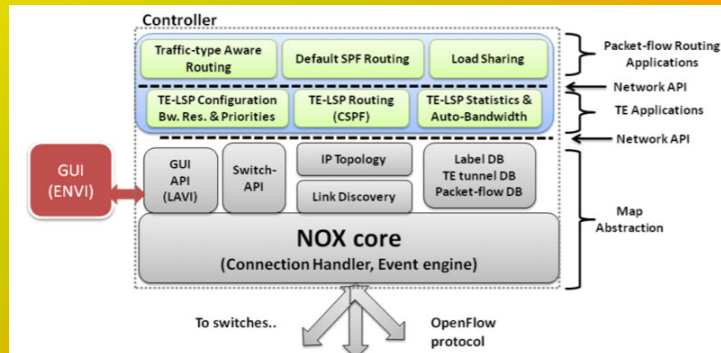 Controller
Traffic-type Aware
Routing
Default SPF Routing
Load Sharing
Packet-flow Routing
Applications
Network API
TE-LSP Configuration
Bw. Res. & Priorities
TE-LSP Routing
(CSPF)
TE-LSP Statistics &
Auto-Bandwidth
TE Applications
Network API
GUI
(ENVI)
GUI
API
(LAVI)
Switch-
API
IP Topology
Link Discovery
Label DB
TE tunnel DB
Packet-flow DB
Map
Abstraction
NOX core
(Connection Handler, Event engine)
To switches..
OpenFlow
protocol